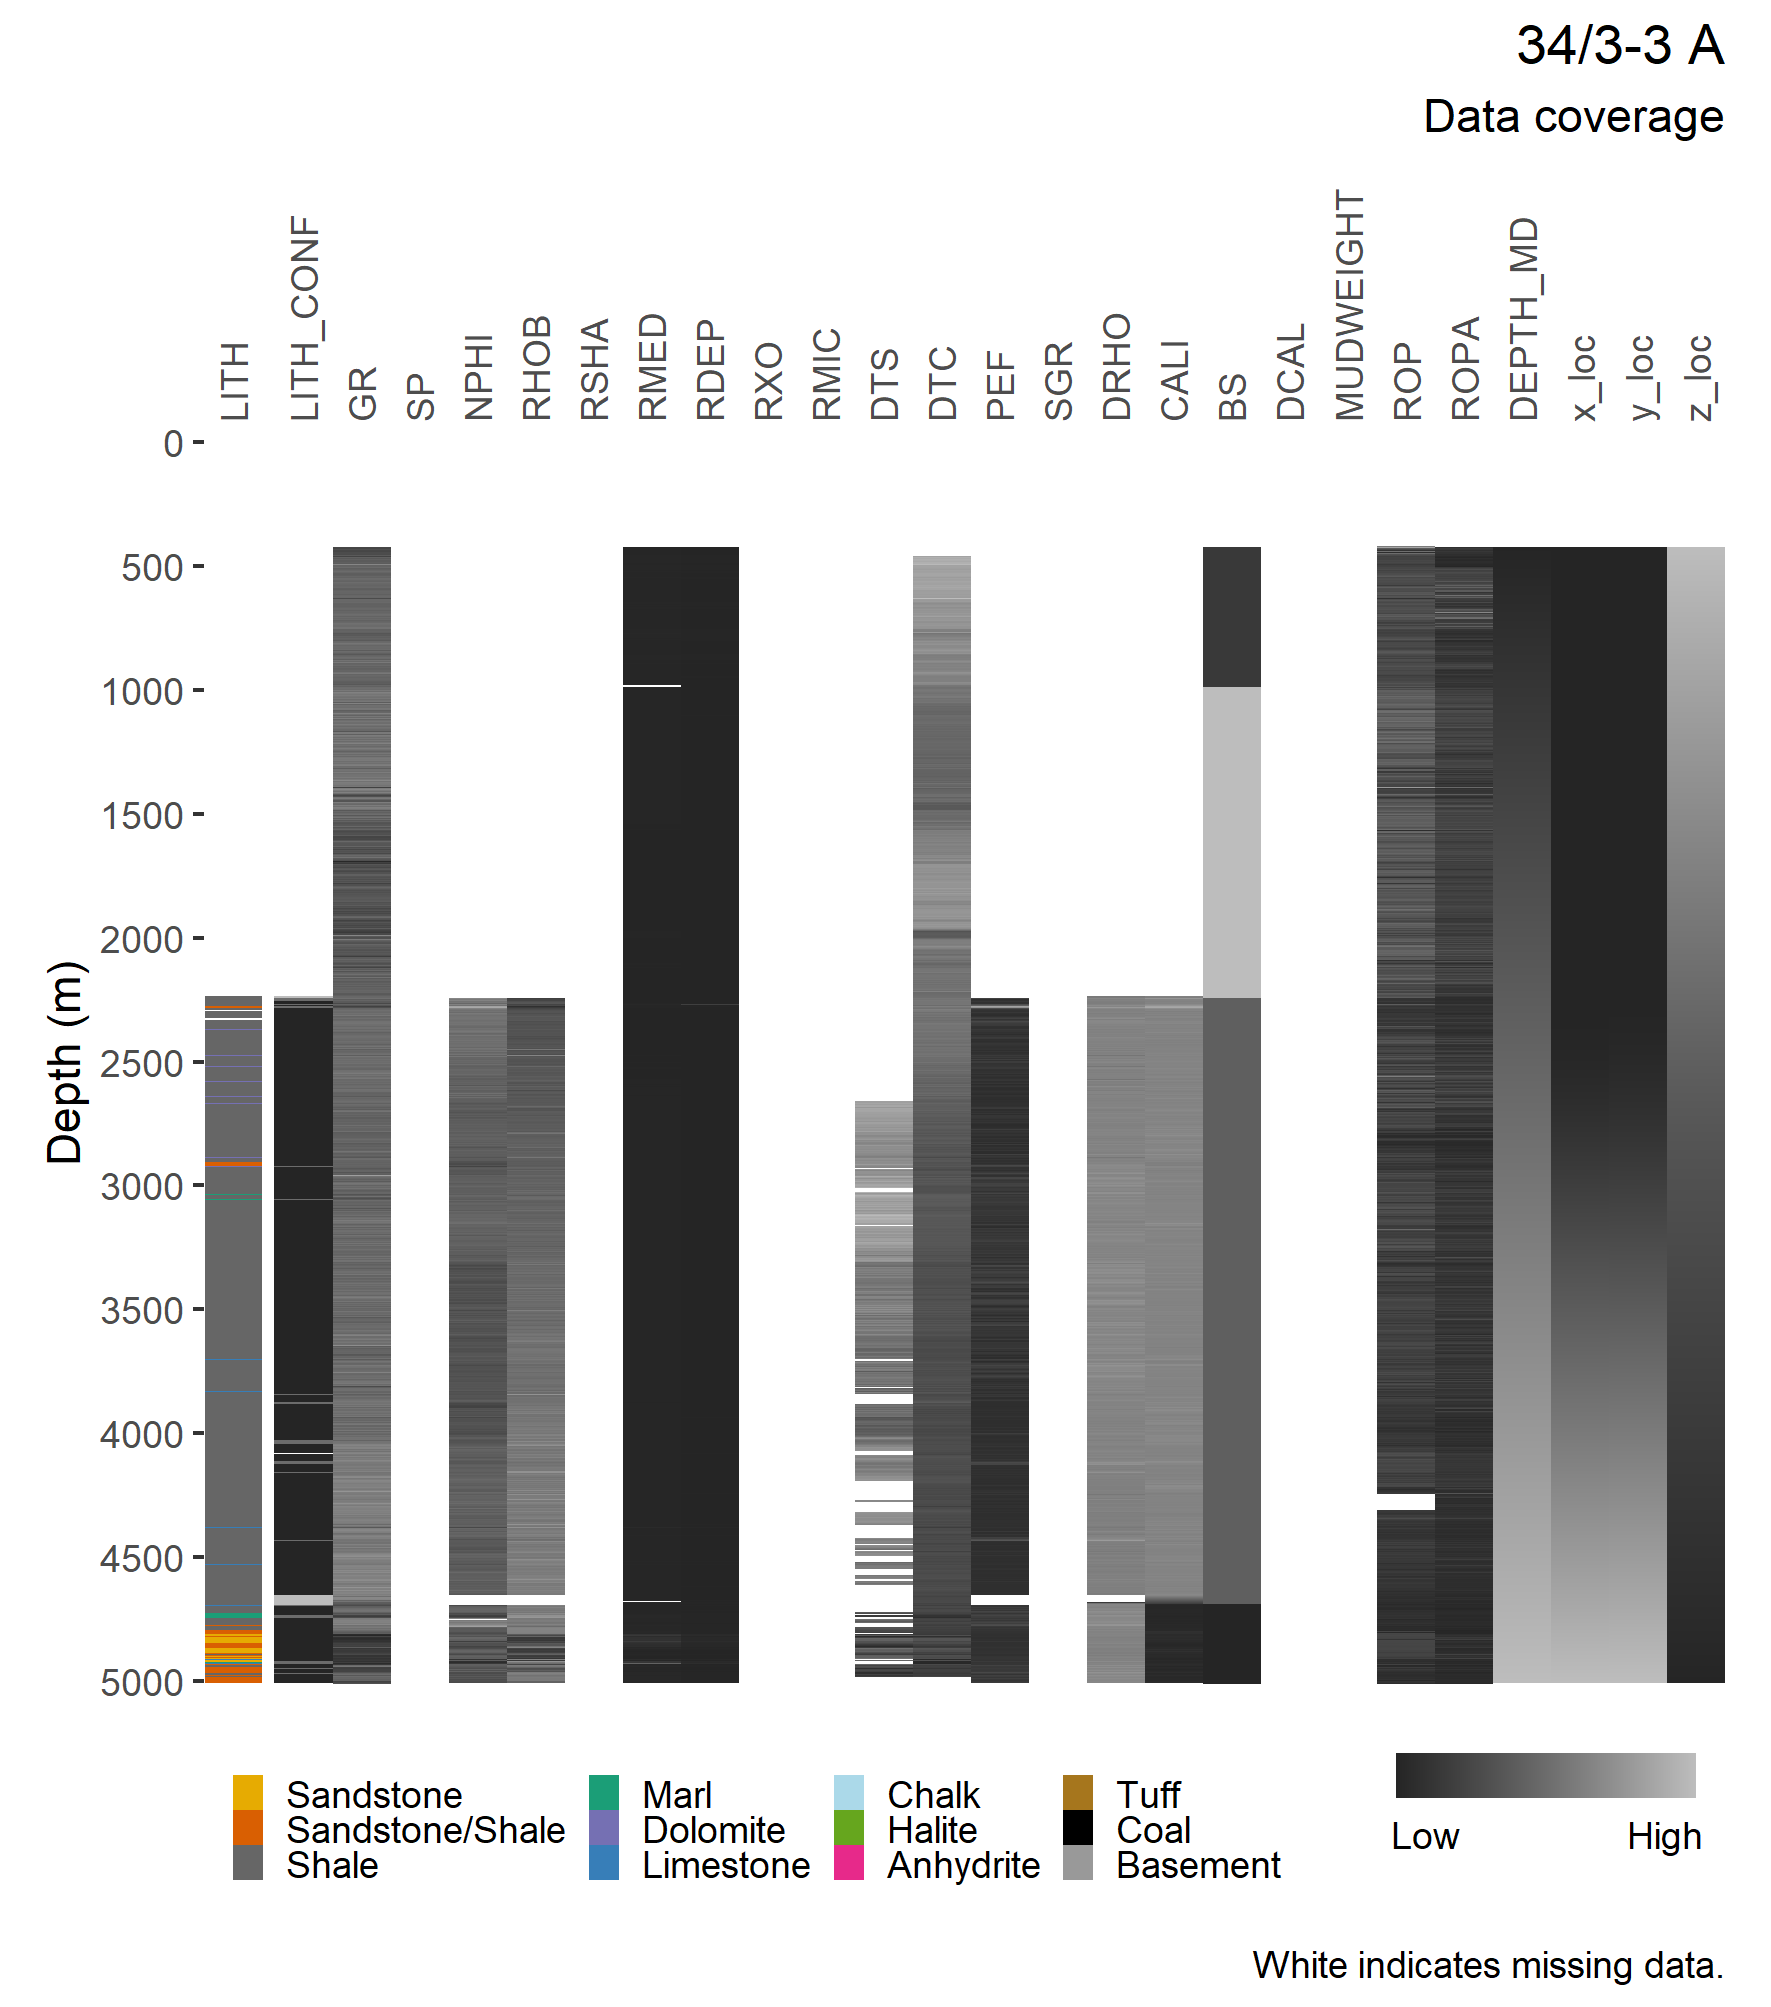 34/3-3 A
Data coverage
LITH
LITH_CONF
GR
SP
NPHI
RHOB
RSHA
RMED
RDEP
RXO
RMIC
DTS
DTC
PEF
SGR
DRHO
CALI
BS
DCAL
MUDWEIGHT
ROP
ROPA
DEPTH_MD
x_loc
y_loc
z_loc
Depth (m)
0
500
1000
1500
2000
2500
3000
3500
4000
4500
5000
Sandstone
Sandstone/Shale
Shale
Marl
Dolomite
Limestone
Chalk
Halite
Anhydrite
Tuff
Coal
Basement
Low
High
White indicates missing data.